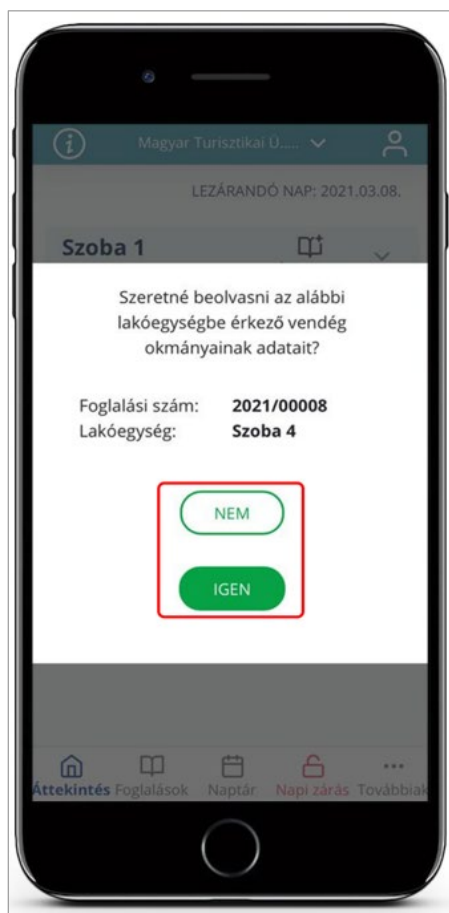 Magyar Turisztikai Ü.....
LEZÁRANDÓ NAP: 2021.03.08.
Szoba 1
Szeretné beolvasni az alábbi
lakóegységbe érkező vendég
okmányainak adatait?
Foglalási szám: 2021/00008
Lakóegység: Szoba 4
NEM
IGEN
Áttekintés Foglalások Naptár Napi zárás Továbbiak